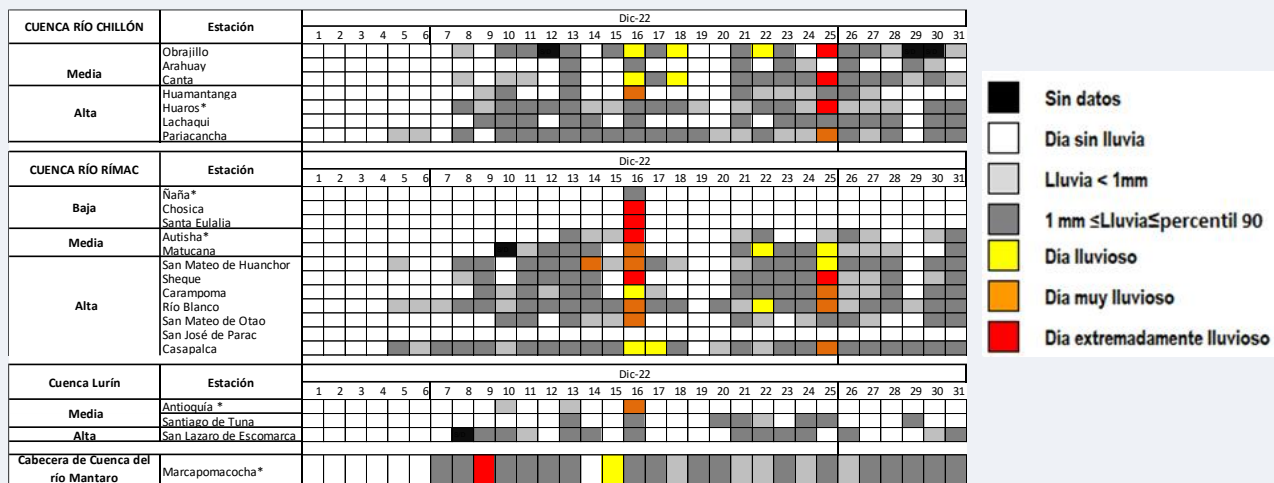 CUENCA RÍO CHILLÓN Estación Dic-22
1 2 3 4 5 6 7 8 9 10 11 12 13 14 15 16 17 18 19 20 21 22 23 24 25 26 27 28 29 30 31
Media
Obrajillo
Arahuay
Canta
Alta
Huamantanga
Huaros*
Lachaqui
Pariacancha
CUENCA RÍO RÍMAC Estación Dic-22
1 2 3 4 5 6 7 8 9 10 11 12 13 14 15 16 17 18 19 20 21 22 23 24 25 26 27 28 29 30 31
Baja
Ñaña*
Chosica
Santa Eulalia
Media
Autisha*
Matucana
Alta
San Mateo de Huanchor
Sheque
Carampoma
Río Blanco
San Mateo de Otao
San José de Parac
Casapalca
Cuenca Lurín Estación Dic-22
1 2 3 4 5 6 7 8 9 10 11 12 13 14 15 16 17 18 19 20 21 22 23 24 25 26 27 28 29 30 31
Media
Antioquía *
Santiago de Tuna
Alta San Lazaro de Escomarca
Cabecera de Cuenca del
río Mantaro
Marcapomacocha*
Sin datos
Dia sin lluvia
Lluvia < 1mm
1 mm ≤Lluvia≤percentil 90
Día lluvioso
Dia muy lluvioso
Dia extremadamente lluvioso